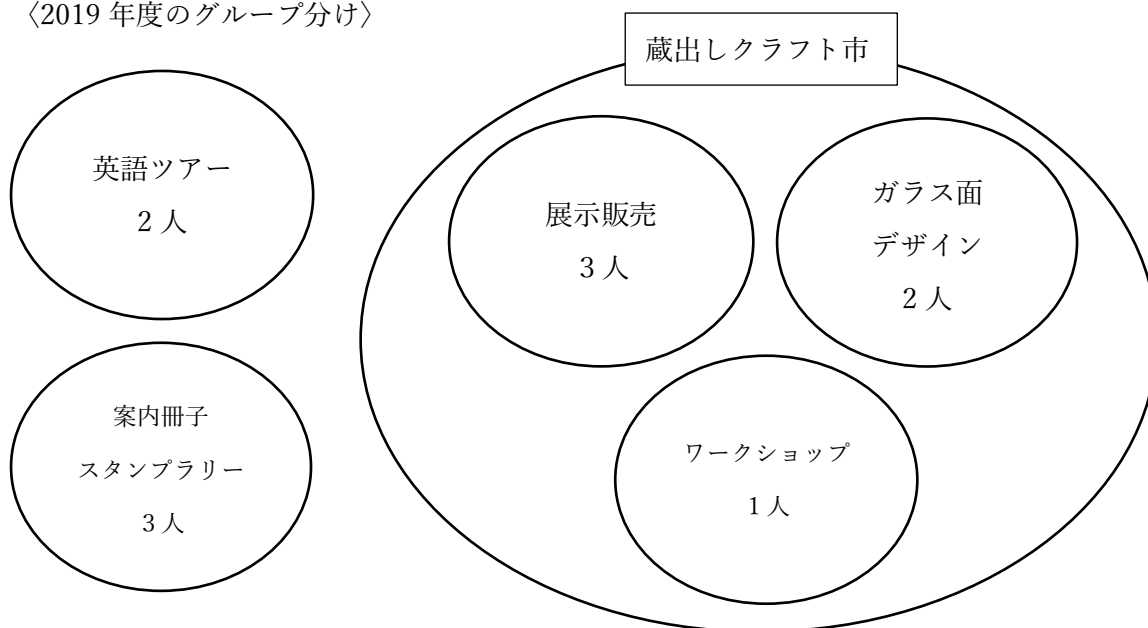 〈2019 年度のグループ分け〉
蔵出しクラフト市
英語ツアー
2 人
展示販売
3 人
ガラス面
デザイン
2 人
案内冊子
スタンプラリー
3 人
ワークショップ
1 人